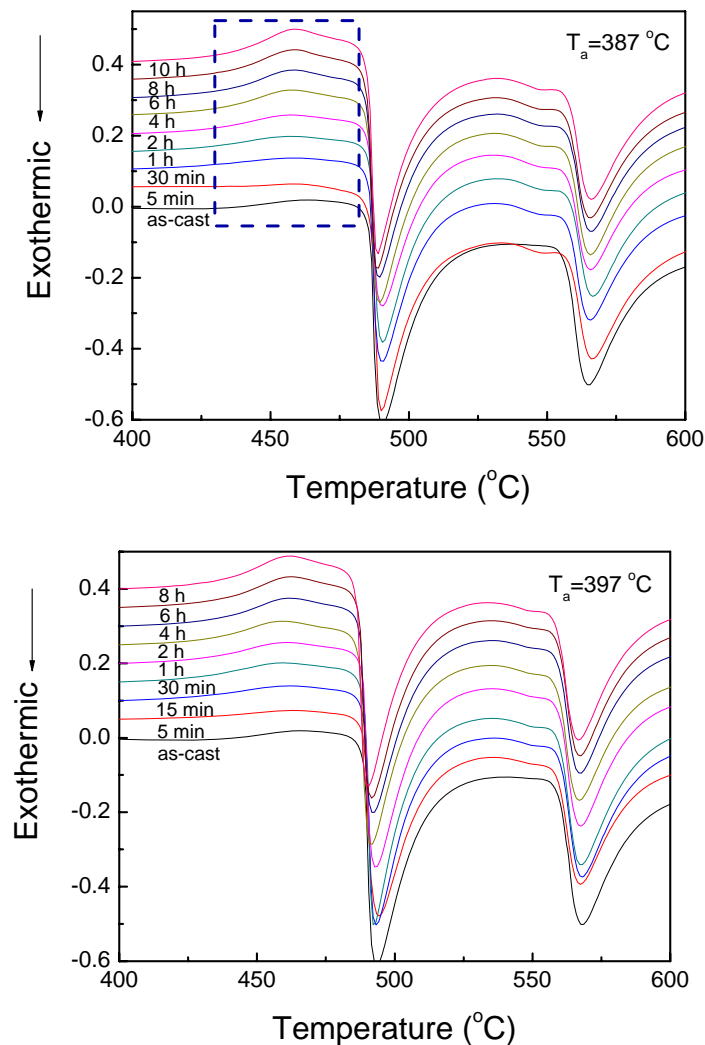 0.4
0.2
0.0
-0.2
-0.4
-0.6
Exothermic
Tₐ=387 °C
10 h
8 h
6 h
4 h
2 h
1 h
30 min
5 min
as-cast
400 450 500 550 600
Temperature (°C)
0.4
0.2
0.0
-0.2
-0.4
-0.6
Exothermic
Tₐ=397 °C
8 h
6 h
4 h
2 h
1 h
30 min
15 min
5 min
as-cast
400 450 500 550 600
Temperature (°C)